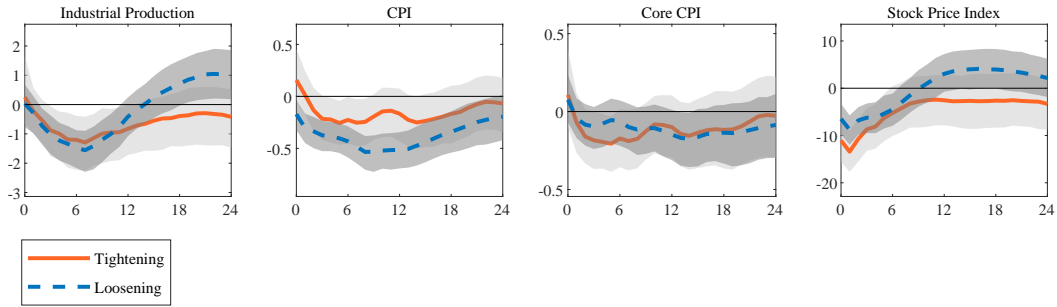 Industrial Production
2
1
0
-1
-2
-3
0 6 12 18 24
CPI
0.5
0
-0.5
0 6 12 18 24
Core CPI
0.5
0
-0.5
0 6 12 18 24
Stock Price Index
10
0
-10
-20
0 6 12 18 24
Tightening
Loosening